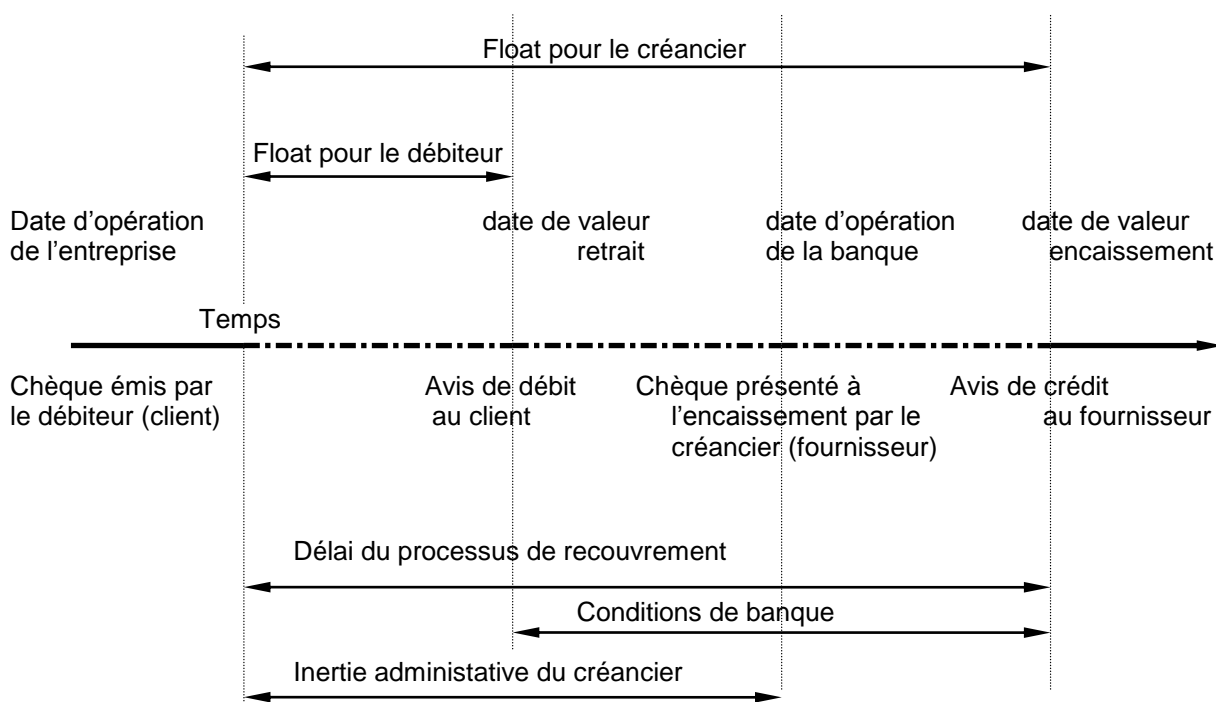 Float pour le créancier
Float pour le débiteur
Date d’opération
de l’entreprise
date de valeur
retrait
date d’opération
de la banque
date de valeur
encaissement
Temps
Chèque émis par
le débiteur (client)
Avis de débit
au client
Chèque présenté à
l’encaissement par le
créancier (fournisseur)
Avis de crédit
au fournisseur
Délai du processus de recouvrement
Conditions de banque
Inertie administative du créancier